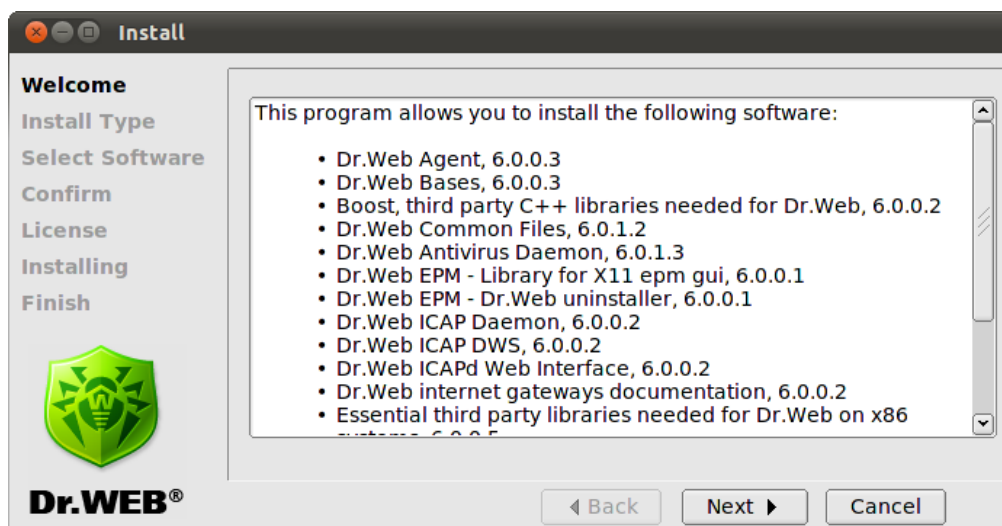 Install
Welcome
Install Type
Select Software
Confirm
License
Installing
Finish
Dr.WEB®
This program allows you to install the following software:
• Dr.Web Agent, 6.0.0.3
• Dr.Web Bases, 6.0.0.3
• Boost, third party C++ libraries needed for Dr.Web, 6.0.0.2
• Dr.Web Common Files, 6.0.1.2
• Dr.Web Antivirus Daemon, 6.0.1.3
• Dr.Web EPM - Library for X11 epm gui, 6.0.0.1
• Dr.Web EPM - Dr.Web uninstaller, 6.0.0.1
• Dr.Web ICAP Daemon, 6.0.0.2
• Dr.Web ICAP DWS, 6.0.0.2
• Dr.Web ICAPd Web Interface, 6.0.0.2
• Dr.Web internet gateways documentation, 6.0.0.2
• Essential third party libraries needed for Dr.Web on x86
systems, 6.0.0.5
Back
Next
Cancel